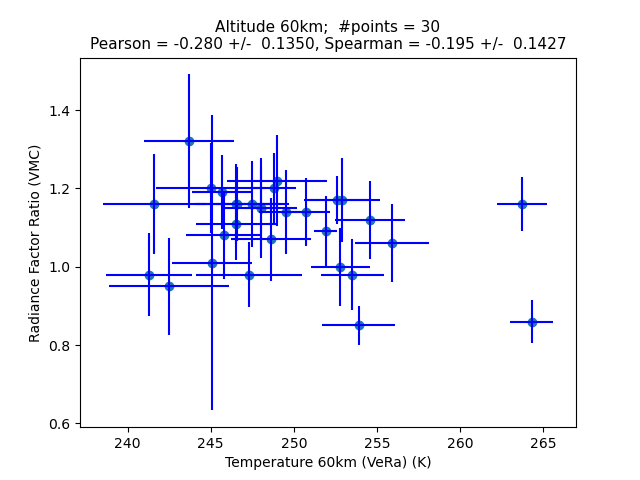 Altitude 60km;  #points = 30
Pearson = -0.280 +/-  0.1350, Spearman = -0.195 +/-  0.1427
Radiance Factor Ratio (VMC)
1.4
1.2
1.0
0.8
0.6
240 245 250 255 260 265
Temperature 60km (VeRa) (K)